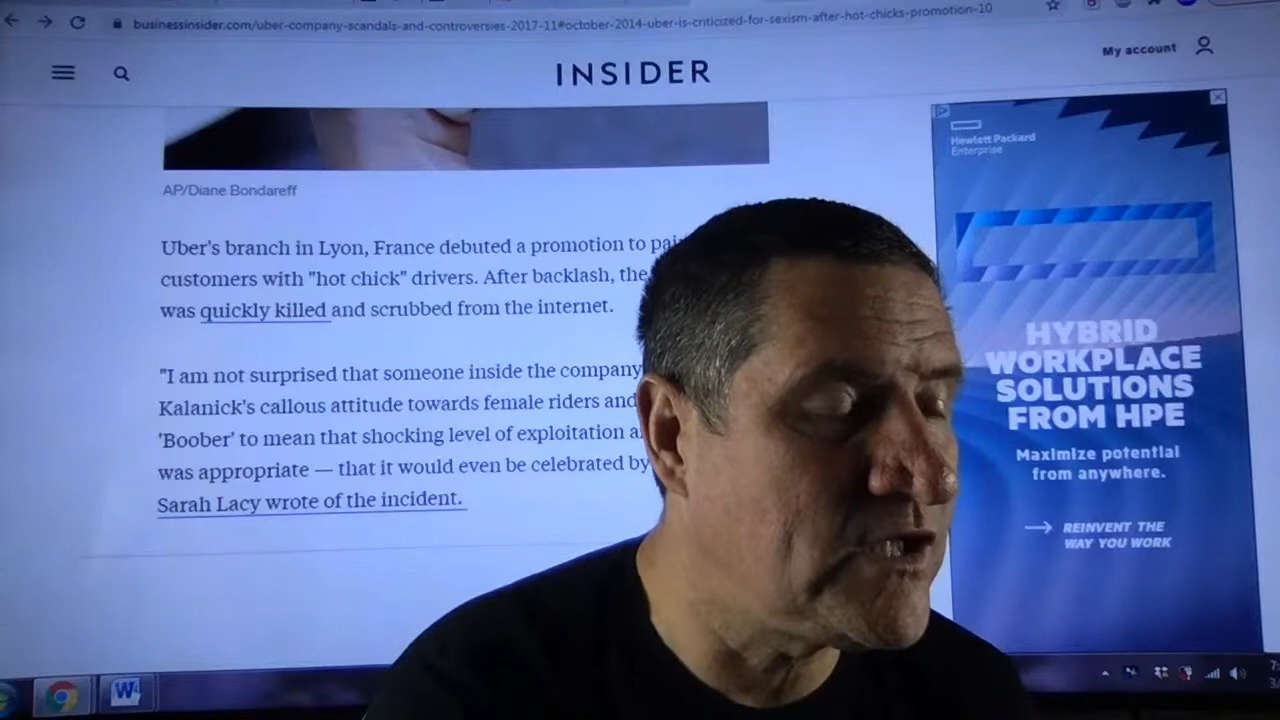 businessinsider.com/uber-company-scandals-and-controversies-2017-11#october-2014-uber-is-criticized-for-sexism-after-hot-chicks-promotion-10
INSIDER
My account
AP/Diane Bondareff
Uber's branch in Lyon, France debuted a promotion to
customers with "hot chick" drivers. After backlash, the
was quickly killed and scrubbed from the internet.
"I am not surprised that someone inside the company
Kalanick's callous attitude towards female riders and
'Boober' to mean that shocking level of exploitation
was appropriate — that it would even be celebrated by
Sarah Lacy wrote of the incident.
Hewlett Packard
Enterprise
HYBRID
WORKPLACE
SOLUTIONS
FROM HPE
Maximize potential
from anywhere.
REINVENT THE
WAY YOU WORK
W